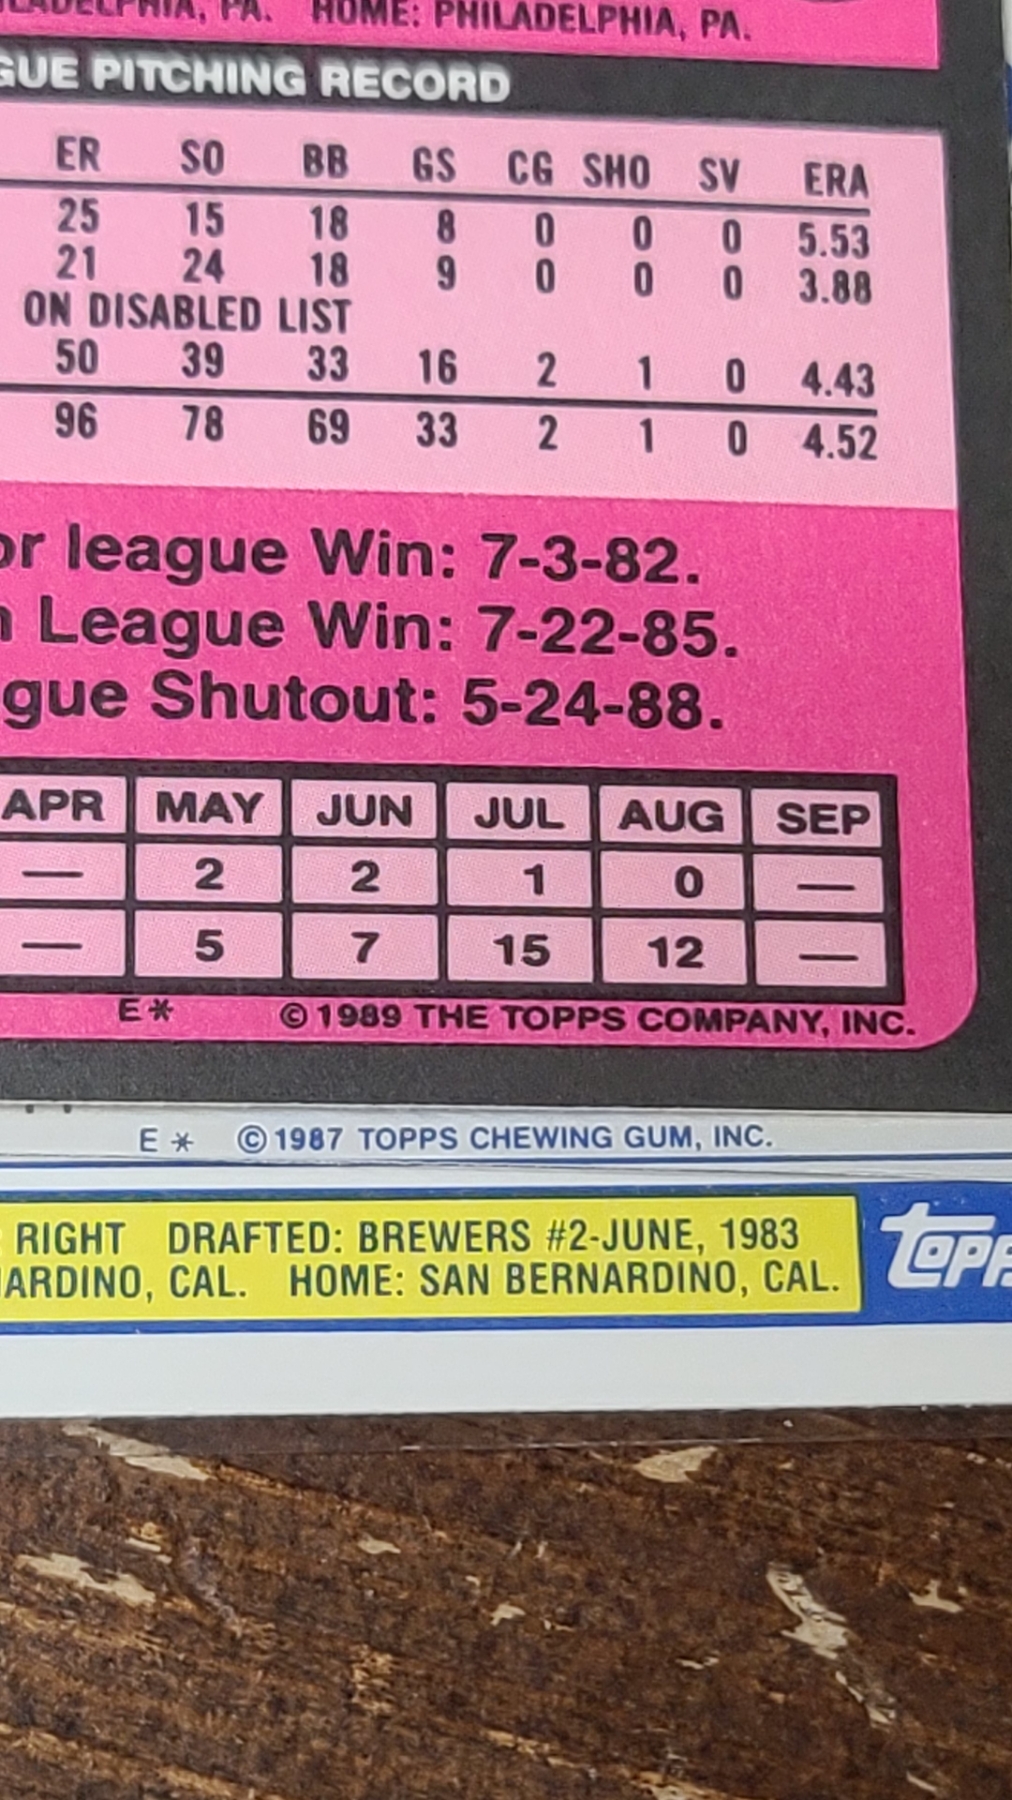 PA. HOME: PHILADELPHIA, PA.
PITCHING RECORD
ER SO BB GS CG SHO SV ERA
25 15 18 8 0 0 0 5.53
21 24 18 9 0 0 0 3.88
ON DISABLED LIST
50 39 33 16 2 1 0 4.43
96 78 69 33 2 1 0 4.52
league Win: 7-3-82.
League Win: 7-22-85.
Shutout: 5-24-88.
APR MAY JUN JUL AUG SEP
— 2 2 1 0 —
— 5 7 15 12 —
E* © 1989 THE TOPPS COMPANY, INC.
E * © 1987 TOPPS CHEWING GUM, INC.
RIGHT DRAFTED: BREWERS #2-JUNE, 1983
CAL. HOME: SAN BERNARDINO, CAL.